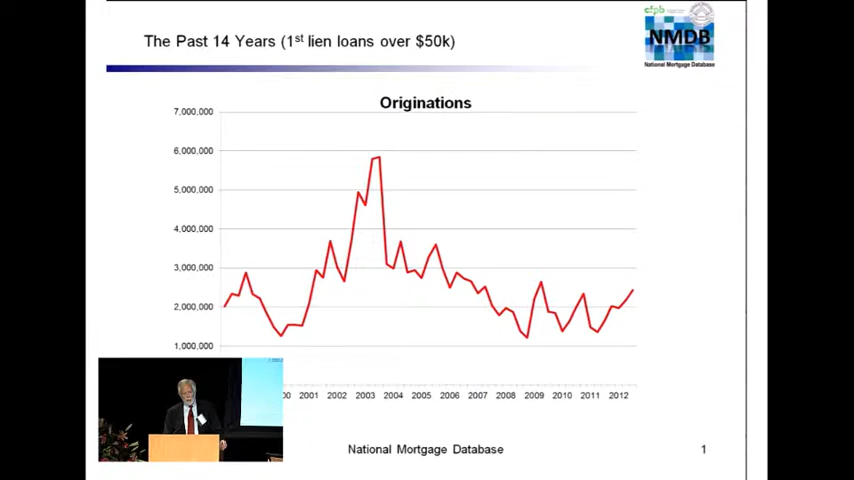 The Past 14 Years (1st lien loans over $50k)
cfpb
NMDB
National Mortgage Database
Originations
7,000,000
6,000,000
5,000,000
4,000,000
3,000,000
2,000,000
1,000,000
00 2001 2002 2003 2004 2005 2006 2007 2008 2009 2010 2011 2012
National Mortgage Database 1